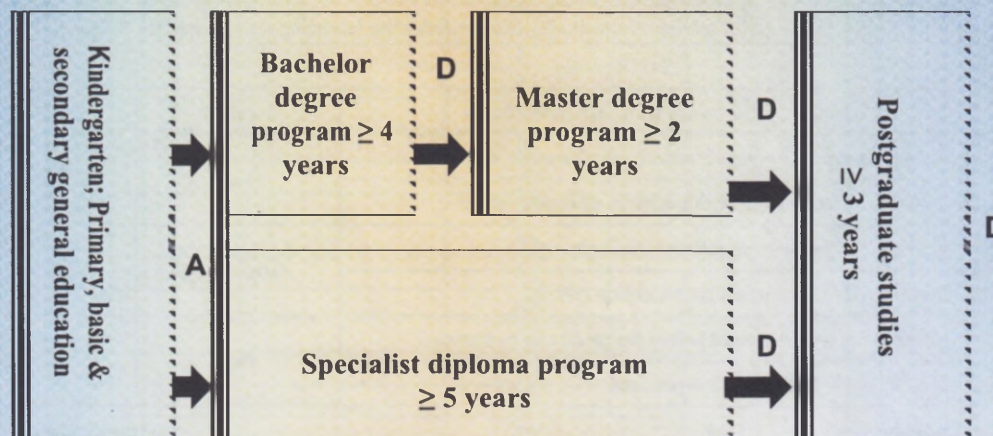 Kindergarten; Primary, basic &
secondary general education
A
Bachelor
degree
program ≥ 4
years
D
Master degree
program ≥ 2
years
D
Specialist diploma program
≥ 5 years
D
Postgraduate studies
≥ 3 years